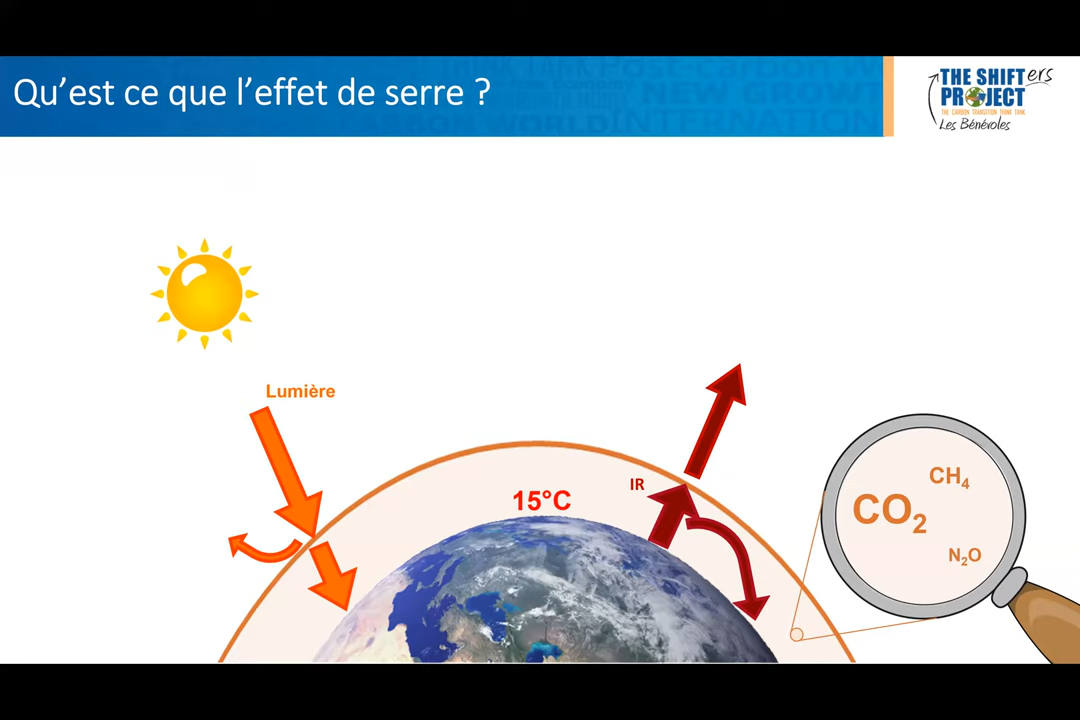 Qu’est ce que l’effet de serre ?
THE SHIFTers
PROJECT
THE CARBON TRANSITION THINK TANK
Les Bénévoles
Lumière
15°C
IR
CH₄
CO₂
N₂O